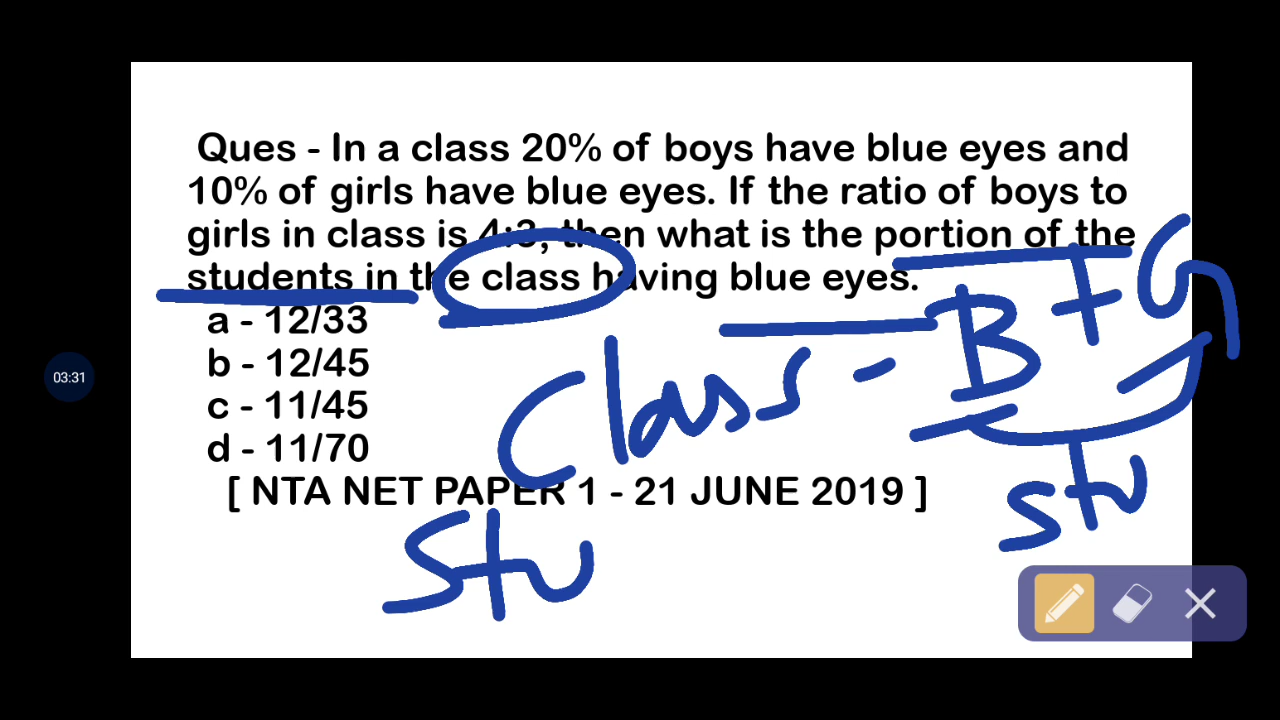 Ques - In a class 20% of boys have blue eyes and
10% of girls have blue eyes. If the ratio of boys to
girls in class is 4:3, then what is the portion of the
students in the class having blue eyes.
a - 12/33
b - 12/45
c - 11/45
d - 11/70
[ NTA NET PAPER 1 - 21 JUNE 2019 ]
Class - B + G
Stu
Stu
03:31